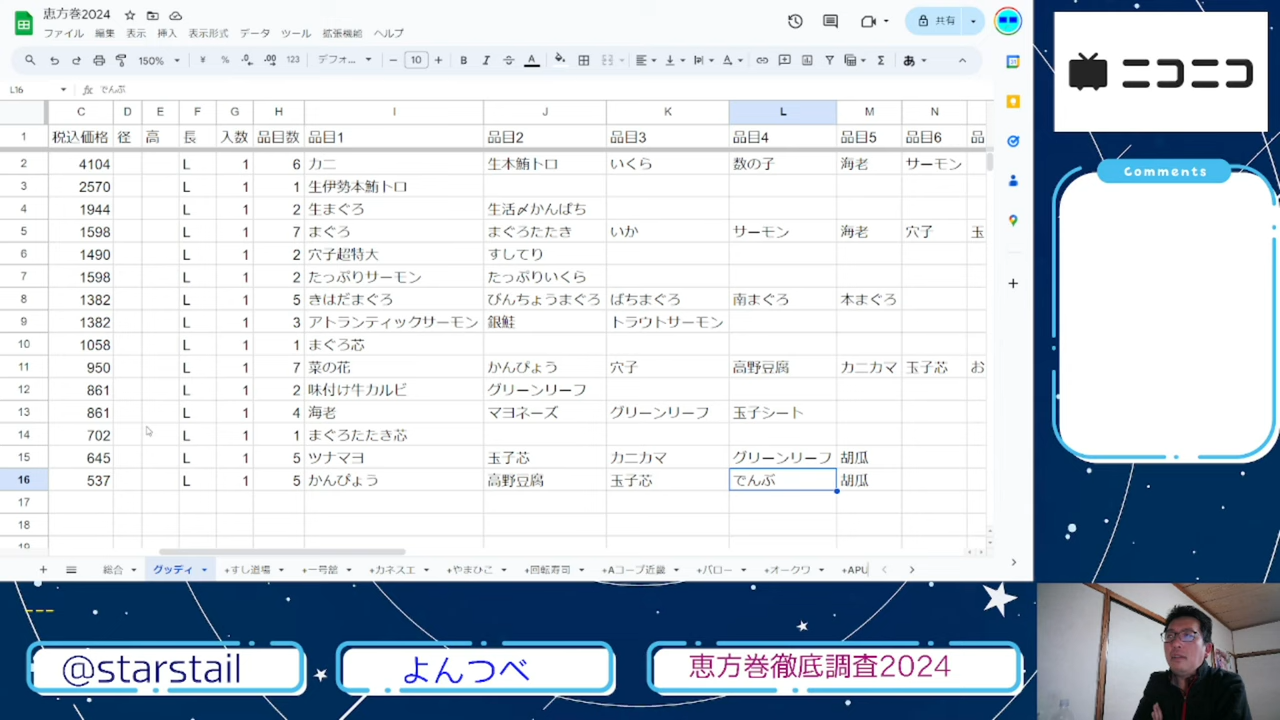 恵方巻2024
ファイル 編集 表示 挿入 表示形式 データ ツール 拡張機能 ヘルプ
共有
150% ¥ % .0 .00 123 デフォ... 10 B I A Σ あ
L16 fx でんぶ
C D E F G H I J K L M N
1 税込価格 径 高 長 入数 品目数 品目1 品目2 品目3 品目4 品目5 品目6 品
2 4104 L 1 6 カニ 生本鮪トロ いくら 数の子 海老 サーモン
3 2570 L 1 1 生伊勢本鮪トロ
4 1944 L 1 2 生まぐろ 生活〆かんぱち
5 1598 L 1 7 まぐろ まぐろたたき いか サーモン 海老 穴子 玉
6 1490 L 1 2 穴子超特大 すしてり
7 1598 L 1 2 たっぷりサーモン たっぷりいくら
8 1382 L 1 5 きはだまぐろ びんちょうまぐろ ばちまぐろ 南まぐろ 本まぐろ
9 1382 L 1 3 アトランティックサーモン 銀鮭 トラウトサーモン
10 1058 L 1 1 まぐろ芯
11 950 L 1 7 菜の花 かんぴょう 穴子 高野豆腐 カニカマ 玉子芯 お
12 861 L 1 2 味付け牛カルビ グリーンリーフ
13 861 L 1 4 海老 マヨネーズ グリーンリーフ 玉子シート
14 702 L 1 1 まぐろたたき芯
15 645 L 1 5 ツナマヨ 玉子芯 カニカマ グリーンリーフ 胡瓜
16 537 L 1 5 かんぴょう 高野豆腐 玉子芯 でんぶ 胡瓜
17
18
19
総合 グッディ +すし道場 +一号舘 +カネスエ +やまひこ +回転寿司 +Aコープ近畿 +バロー +オークワ +APU
ニコニコ
Comments
---
@starstail よんつべ 恵方巻徹底調査2024